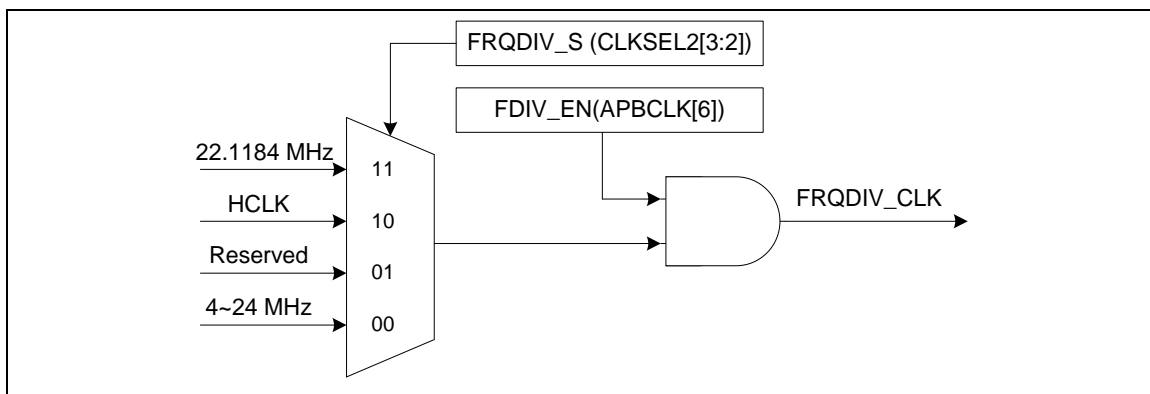 FRQDIV_S (CLKSEL2[3:2])
FDIV_EN(APBCLK[6])
22.1184 MHz
11
HCLK
10
Reserved
01
4~24 MHz
00
FRQDIV_CLK